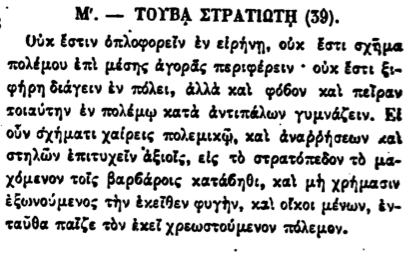 Μ'. — ΤΟΥΒᾼ ΣΤΡΑΤΙΩΤῌ (39).
Οὐκ ἔστιν ὁπλοφορεῖν ἐν εἰρήνῃ, οὐκ ἔστι σχῆμα
πολέμου ἐπὶ μέσης ἀγορᾶς περιφέρειν · οὐκ ἔστι ξι-
φήρη διάγειν ἐν πόλει, ἀλλὰ καὶ φόβον καὶ πεῖραν
τοιαύτην ἐν πολέμῳ κατὰ ἀντιπάλων γυμνάζειν. Εἰ
οὖν σχήματι χαίρεις πολεμικῷ, καὶ ἀναῤῥήσεων καὶ
στηλῶν ἐπιτυχεῖν ἀξιοῖς, εἰς τὸ στρατόπεδον τὸ μα-
χόμενον τοῖς βαρβάροις κατάβηθι, καὶ μὴ χρήμασιν
ἐξωνούμενος τὴν ἐκεῖθεν φυγὴν, καὶ οἴκοι μένων, ἐν-
ταῦθα παῖζε τὸν ἐκεῖ χρεωστούμενον πόλεμον.